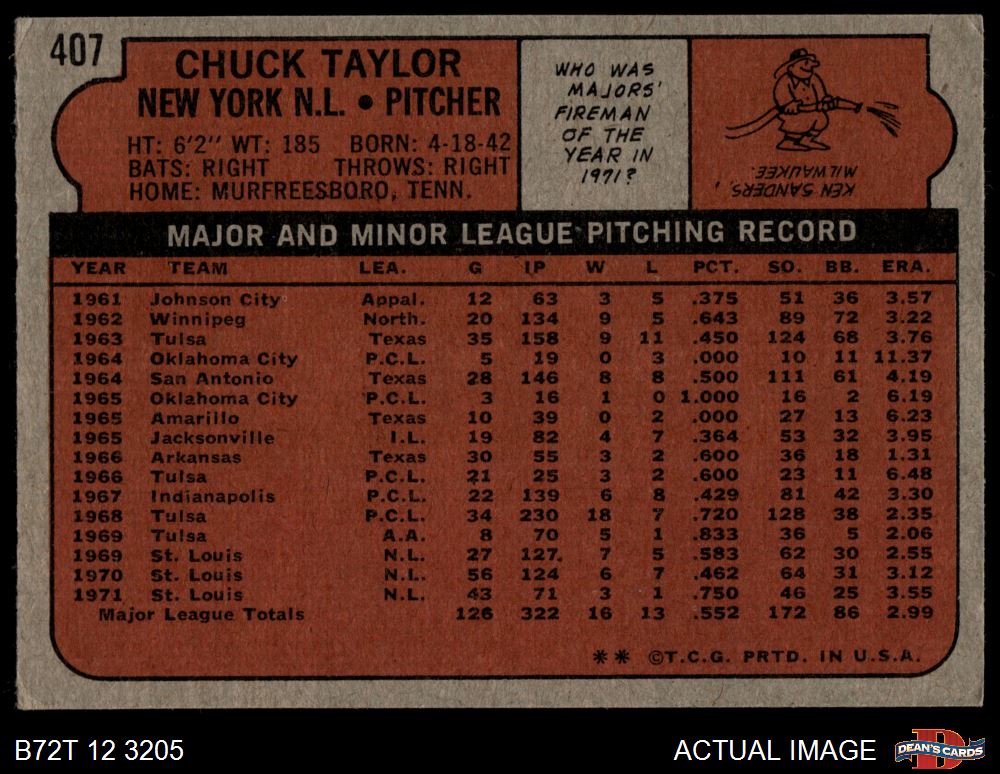 407
CHUCK TAYLOR
NEW YORK N.L. • PITCHER
HT: 6'2" WT: 185 BORN: 4-18-42
BATS: RIGHT THROWS: RIGHT
HOME: MURFREESBORO, TENN.
WHO WAS
MAJORS'
FIREMAN
OF THE
YEAR IN
1971?
KEN SANDERS,
MILWAUKEE.
MAJOR AND MINOR LEAGUE PITCHING RECORD
YEAR TEAM LEA. G IP W L PCT. SO. BB. ERA.
1961 Johnson City Appal. 12 63 3 5 .375 51 36 3.57
1962 Winnipeg North. 20 134 9 5 .643 89 72 3.22
1963 Tulsa Texas 35 158 9 11 .450 124 68 3.76
1964 Oklahoma City P.C.L. 5 19 0 3 .000 10 11 11.37
1964 San Antonio Texas 28 146 8 8 .500 111 61 4.19
1965 Oklahoma City P.C.L. 3 16 1 0 1.000 16 2 6.19
1965 Amarillo Texas 10 39 0 2 .000 27 13 6.23
1965 Jacksonville I.L. 19 82 4 7 .364 53 32 3.95
1966 Arkansas Texas 30 55 3 2 .600 36 18 1.31
1966 Tulsa P.C.L. 21 25 3 2 .600 23 11 6.48
1967 Indianapolis P.C.L. 22 139 6 8 .429 81 42 3.30
1968 Tulsa P.C.L. 34 230 18 7 .720 128 38 2.35
1969 Tulsa A.A. 8 70 5 1 .833 36 5 2.06
1969 St. Louis N.L. 27 127 7 5 .583 62 30 2.55
1970 St. Louis N.L. 56 124 6 7 .462 64 31 3.12
1971 St. Louis N.L. 43 71 3 1 .750 46 25 3.55
Major League Totals 126 322 16 13 .552 172 86 2.99
** ©T.C.G. PRTD. IN U.S.A.
B72T 12 3205
ACTUAL IMAGE
DEAN'S CARDS